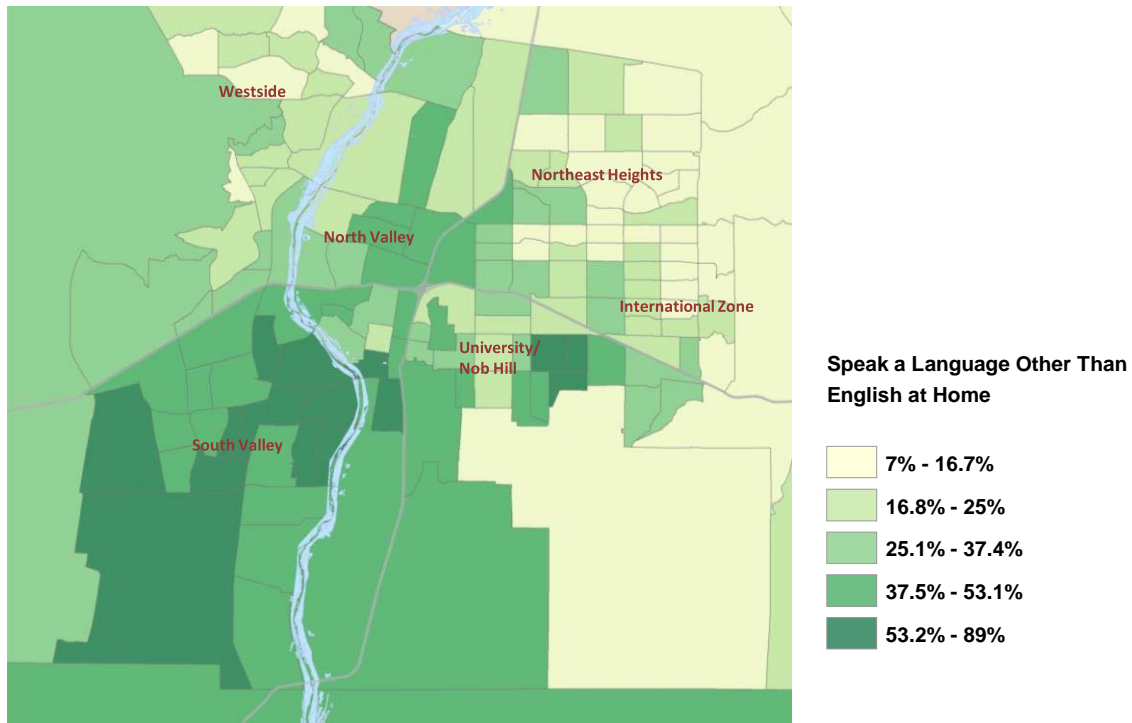 Westside
Northeast Heights
North Valley
International Zone
University/
Nob Hill
South Valley
Speak a Language Other Than
English at Home
7% - 16.7%
16.8% - 25%
25.1% - 37.4%
37.5% - 53.1%
53.2% - 89%